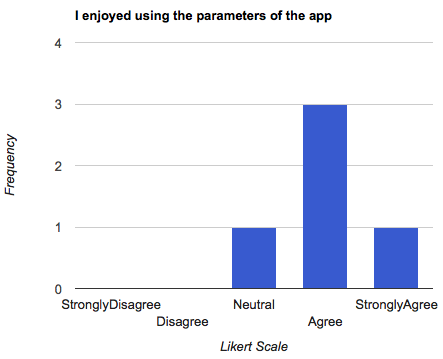 I enjoyed using the parameters of the app
4
3
2
1
0
Frequency
StronglyDisagree
Disagree
Neutral
Agree
StronglyAgree
Likert Scale